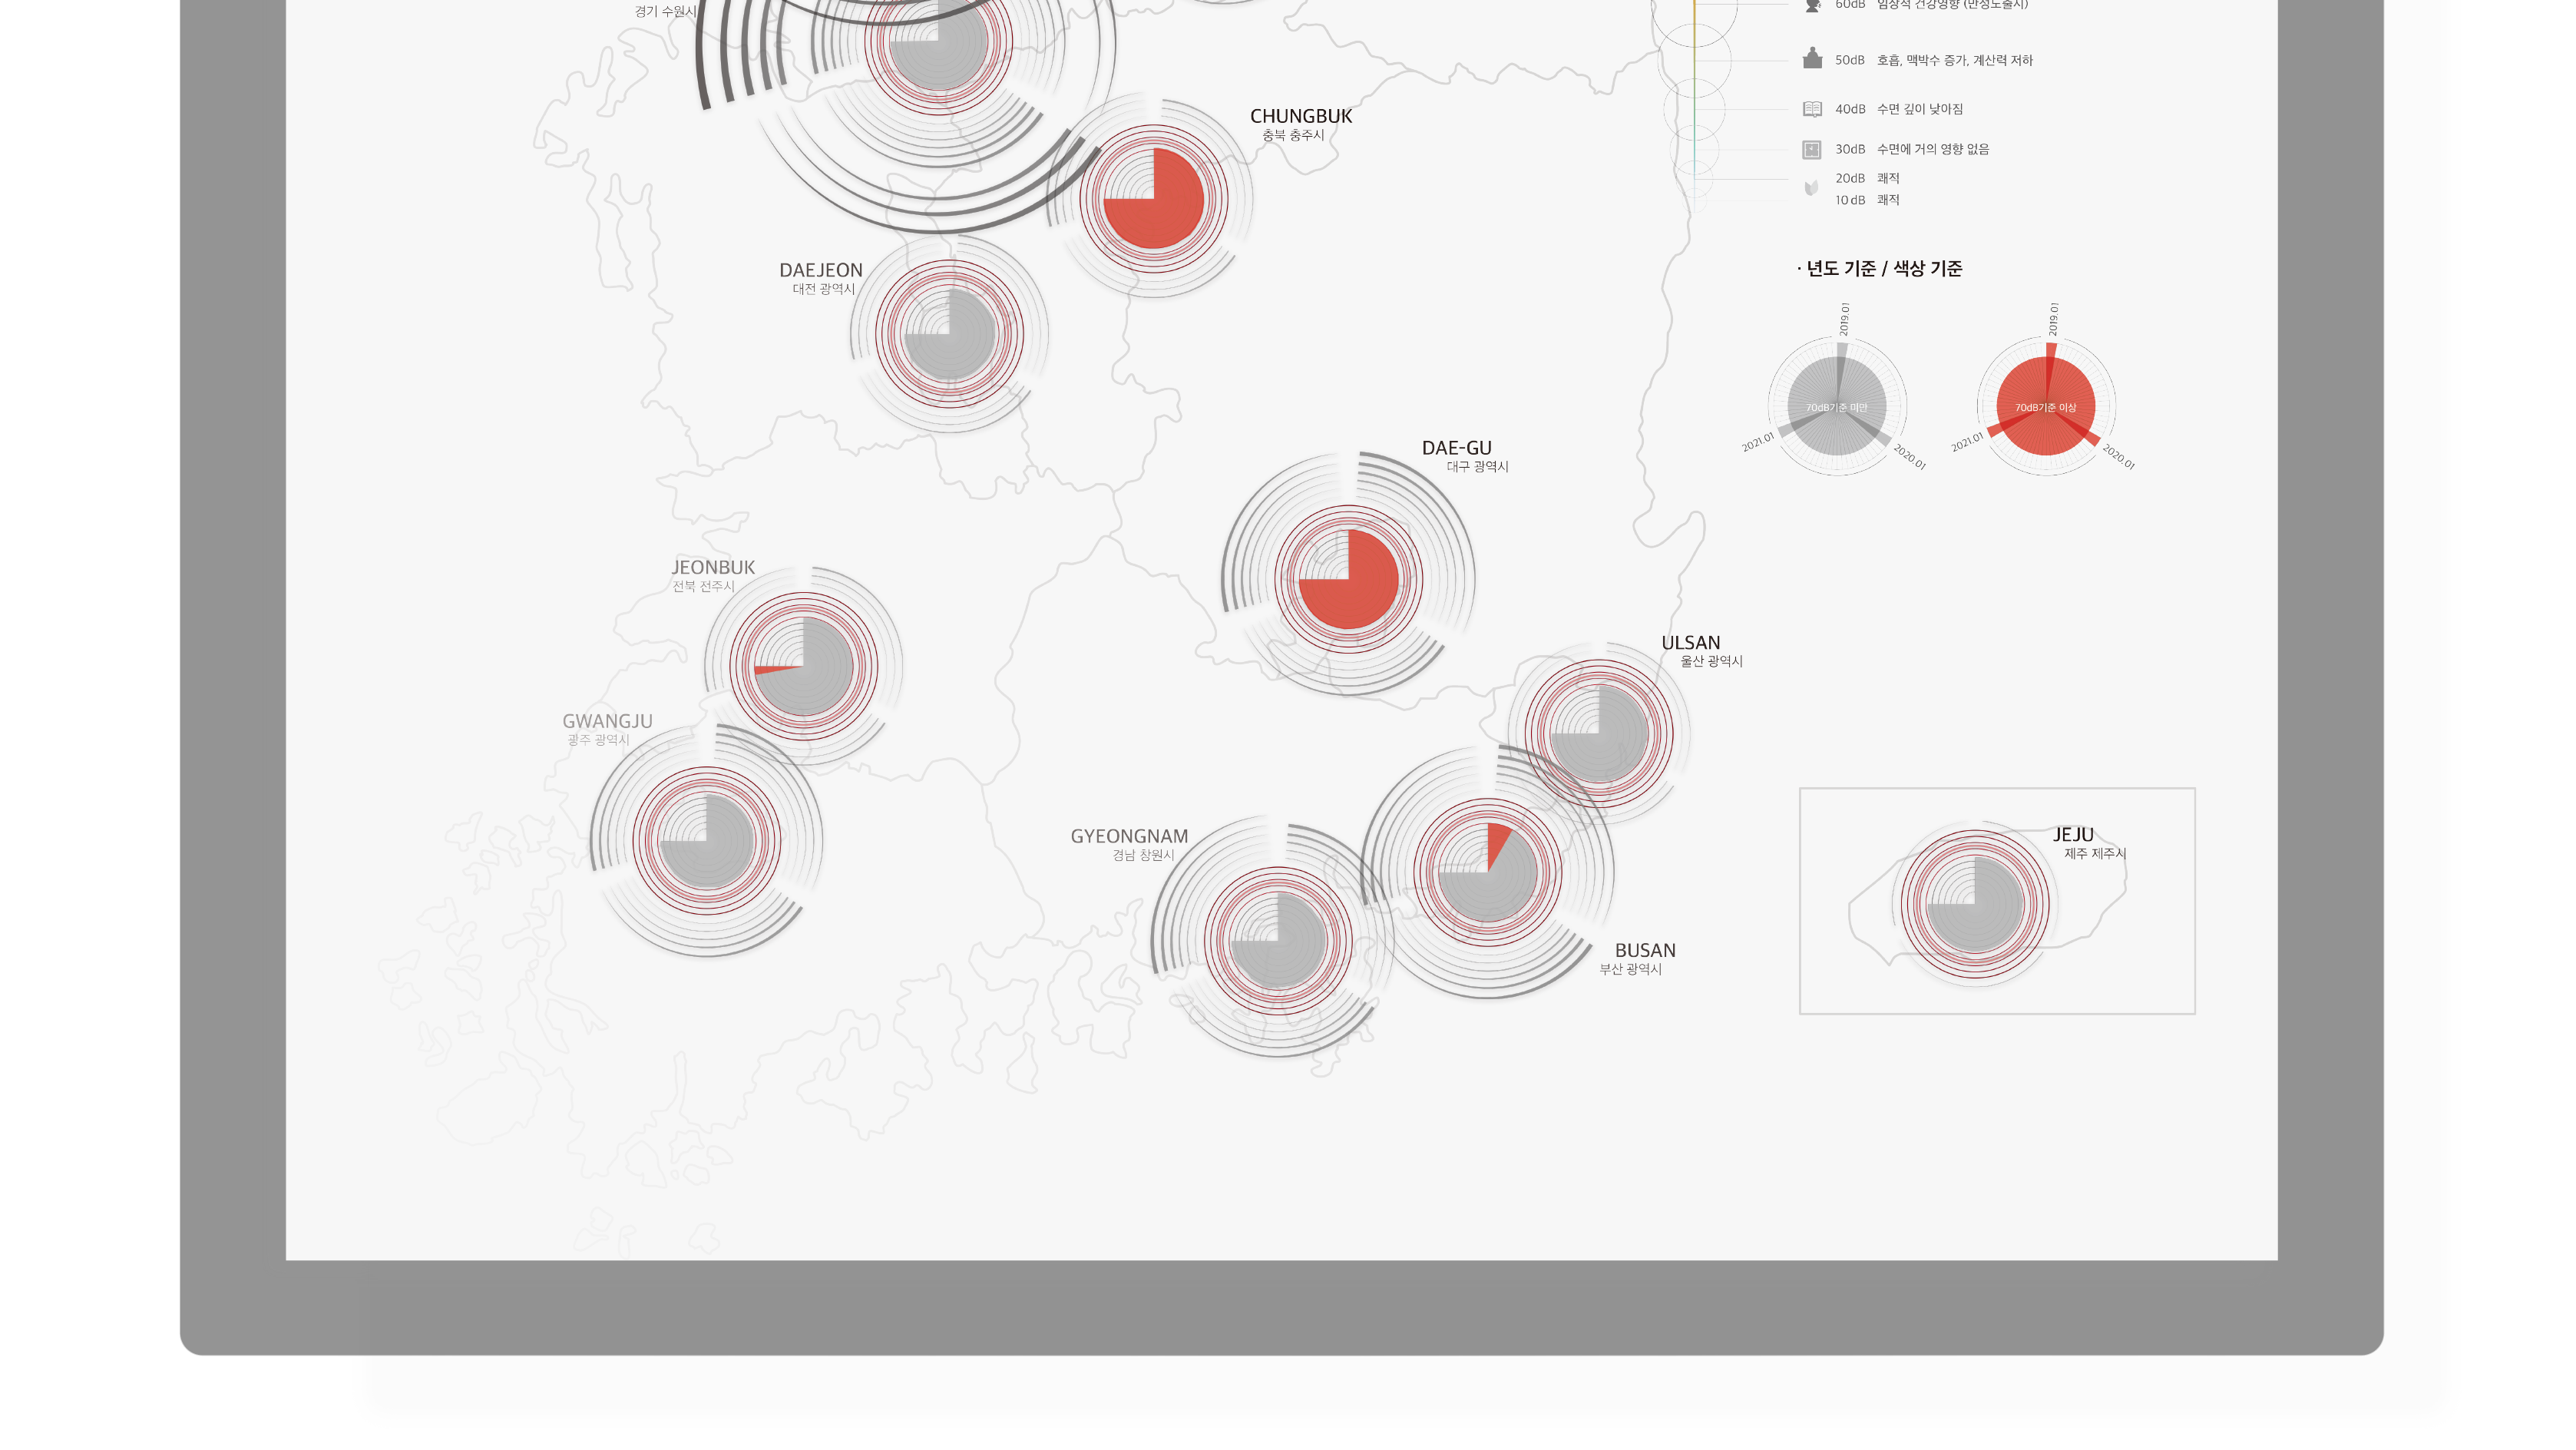 경기 수원시
60dB 임상적 건강영향 (만성노출시)
50dB 호흡, 맥박수 증가, 계산력 저하
40dB 수면 깊이 낮아짐
30dB 수면에 거의 영향 없음
20dB 쾌적
10 dB 쾌적
CHUNGBUK
충북 충주시
DAEJEON
대전 광역시
· 년도 기준 / 색상 기준
2019.01
70dB기준 미만
2021.01
2020.01
2019.01
70dB기준 이상
2021.01
2020.01
DAE-GU
대구 광역시
JEONBUK
전북 전주시
ULSAN
울산 광역시
GWANGJU
광주 광역시
GYEONGNAM
경남 창원시
BUSAN
부산 광역시
JEJU
제주 제주시